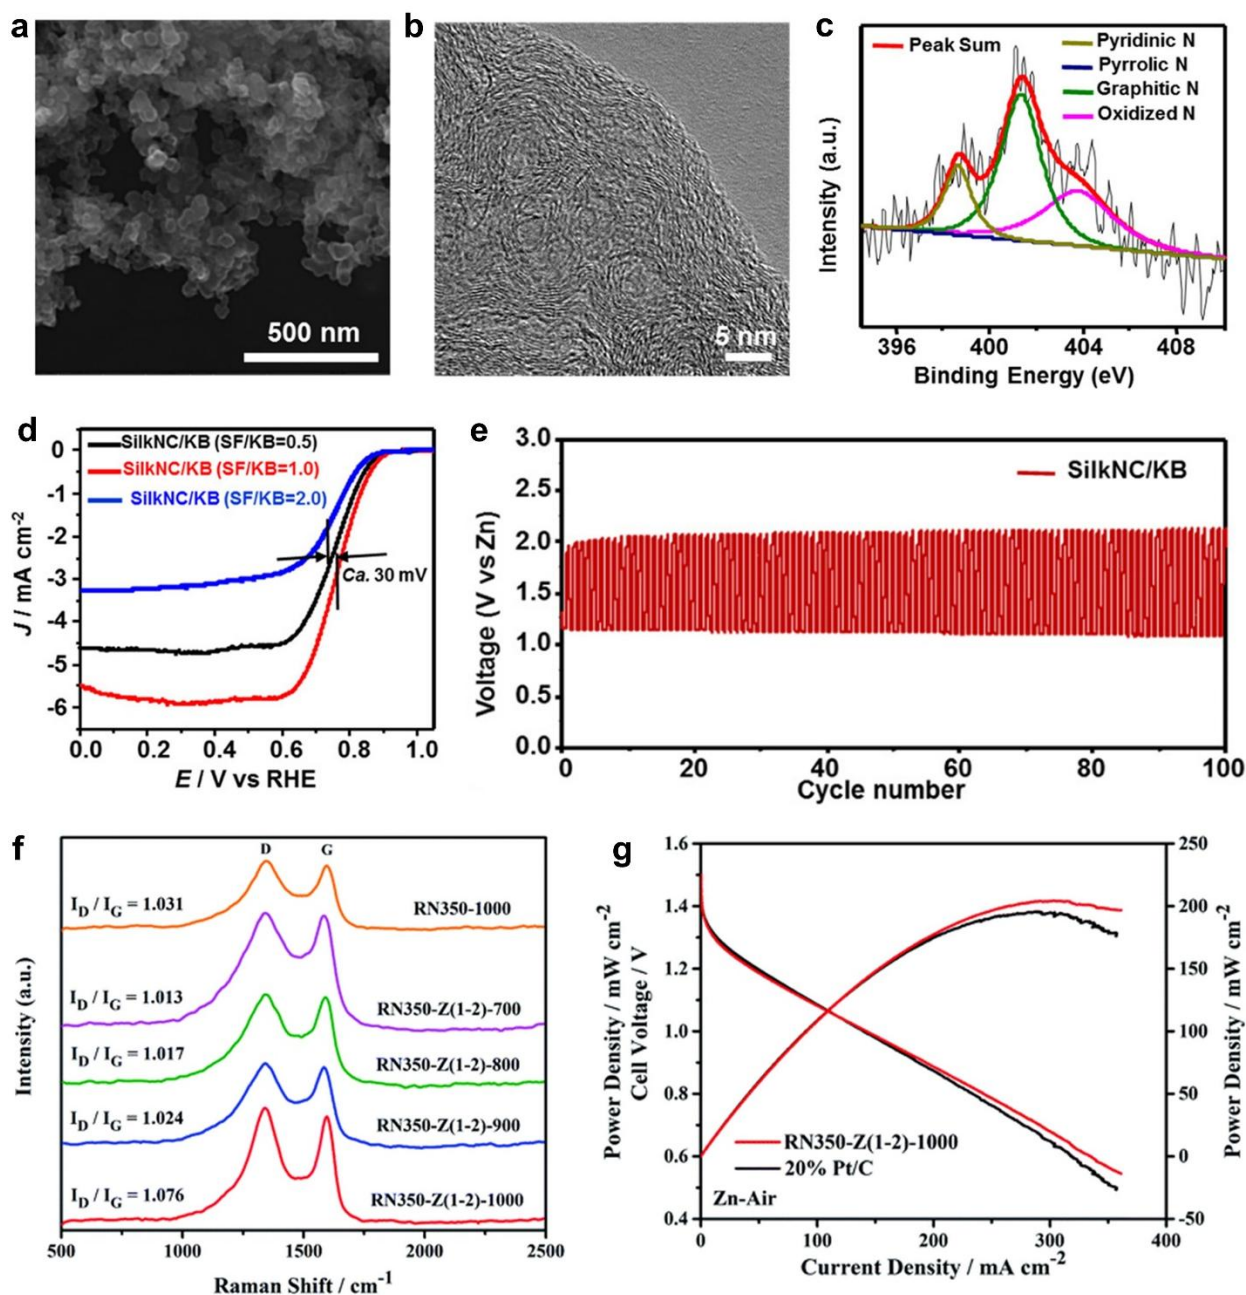 a
500 nm
b
5 nm
c
Peak Sum
Pyridinic N
Pyrrolic N
Graphitic N
Oxidized N
Intensity (a.u.)
396 400 404 408
Binding Energy (eV)
d
SilkNC/KB (SF/KB=0.5)
SilkNC/KB (SF/KB=1.0)
SilkNC/KB (SF/KB=2.0)
Ca. 30 mV
0
-1
-2
-3
-4
-5
-6
J / mA cm-2
0.0 0.2 0.4 0.6 0.8 1.0
E / V vs RHE
e
SilkNC/KB
3.0
2.5
2.0
1.5
1.0
0.5
0.0
Voltage (V vs Zn)
0 20 40 60 80 100
Cycle number
f
D G
ID / IG = 1.031 RN350-1000
ID / IG = 1.013 RN350-Z(1-2)-700
ID / IG = 1.017 RN350-Z(1-2)-800
ID / IG = 1.024 RN350-Z(1-2)-900
ID / IG = 1.076 RN350-Z(1-2)-1000
Intensity (a.u.)
500 1000 1500 2000 2500
Raman Shift / cm-1
g
1.6
1.4
1.2
1.0
0.8
0.6
0.4
Power Density / mW cm-2
Cell Voltage / V
RN350-Z(1-2)-1000
20% Pt/C
Zn-Air
250
200
150
100
50
0
-50
Power Density / mW cm-2
0 100 200 300 400
Current Density / mA cm-2